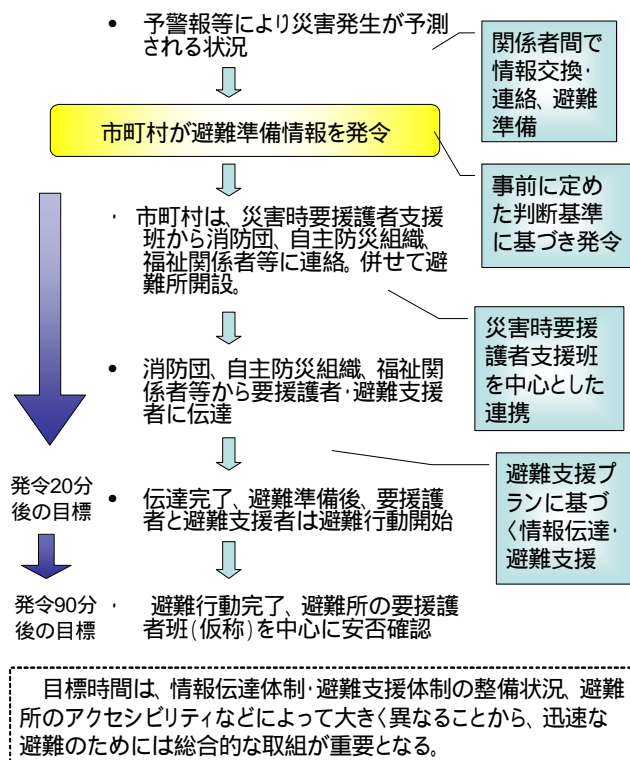 • 予警報等により災害発生が予測
される状況
関係者間で
情報交換・
連絡、避難
準備
市町村が避難準備情報を発令
事前に定め
た判断基準
に基づき発令
・ 市町村は、災害時要援護者支援
班から消防団、自主防災組織、
福祉関係者等に連絡。併せて避
難所開設。
災害時要援
護者支援班
を中心とした
連携
• 消防団、自主防災組織、福祉関
係者等から要援護者・避難支援
者に伝達
避難支援プ
ランに基づ
く情報伝達・
避難支援
発令20分
後の目標
• 伝達完了、避難準備後、要援護
者と避難支援者は避難行動開始
発令90分
後の目標
・ 避難行動完了、避難所の要援護
者班(仮称)を中心に安否確認
目標時間は、情報伝達体制・避難支援体制の整備状況、避難
所のアクセシビリティなどによって大きく異なることから、迅速な
避難のためには総合的な取組が重要となる。